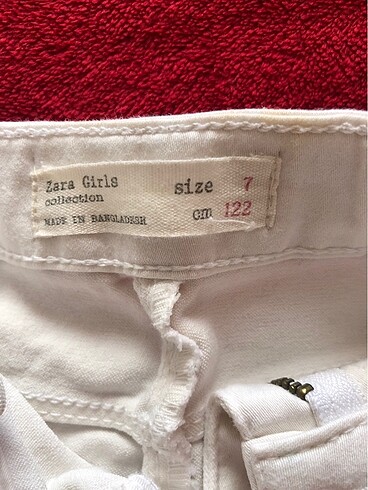 Zara Girls
collection
MADE IN BANGLADESH
size 7
cm 122